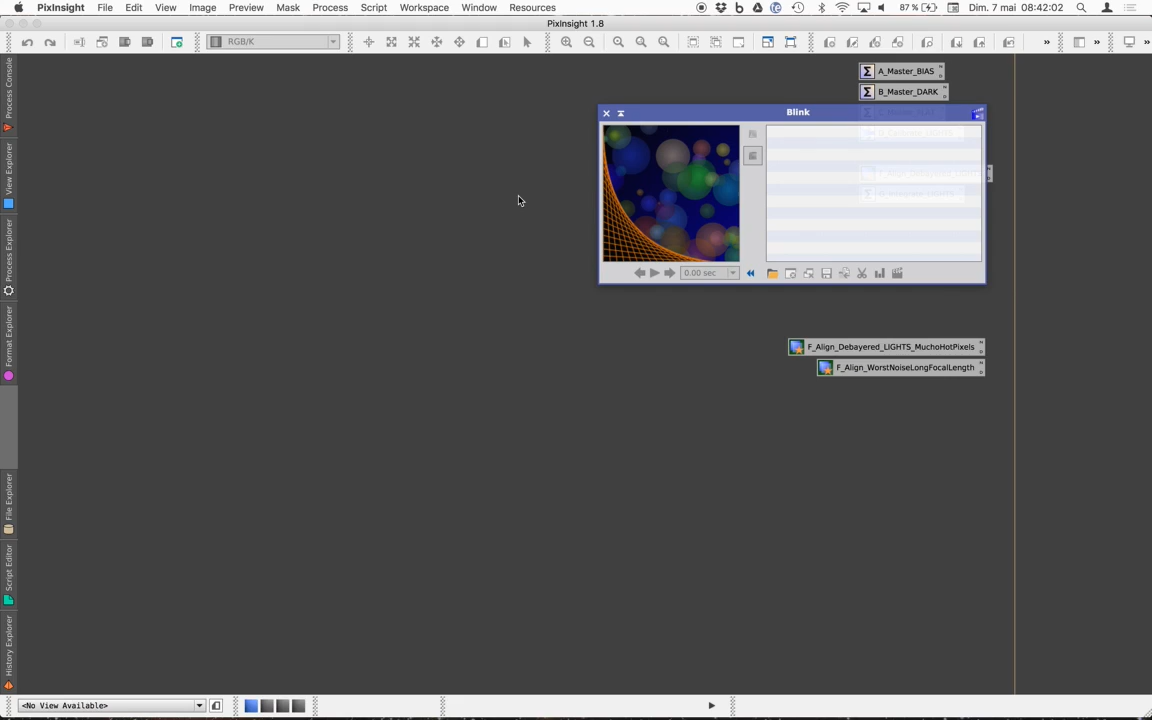 PixInsight File Edit View Image Preview Mask Process Script Workspace Window Resources 87 % Dim. 7 mai 08:42:02
PixInsight 1.8
RGB/K
Process Console
View Explorer
Process Explorer
Format Explorer
File Explorer
Script Editor
History Explorer
A_Master_BIAS
B_Master_DARK
Blink
0.00 sec
F_Align_Debayered_LIGHTS_MuchoHotPixels
F_Align_WorstNoiseLongFocalLength
<No View Available>